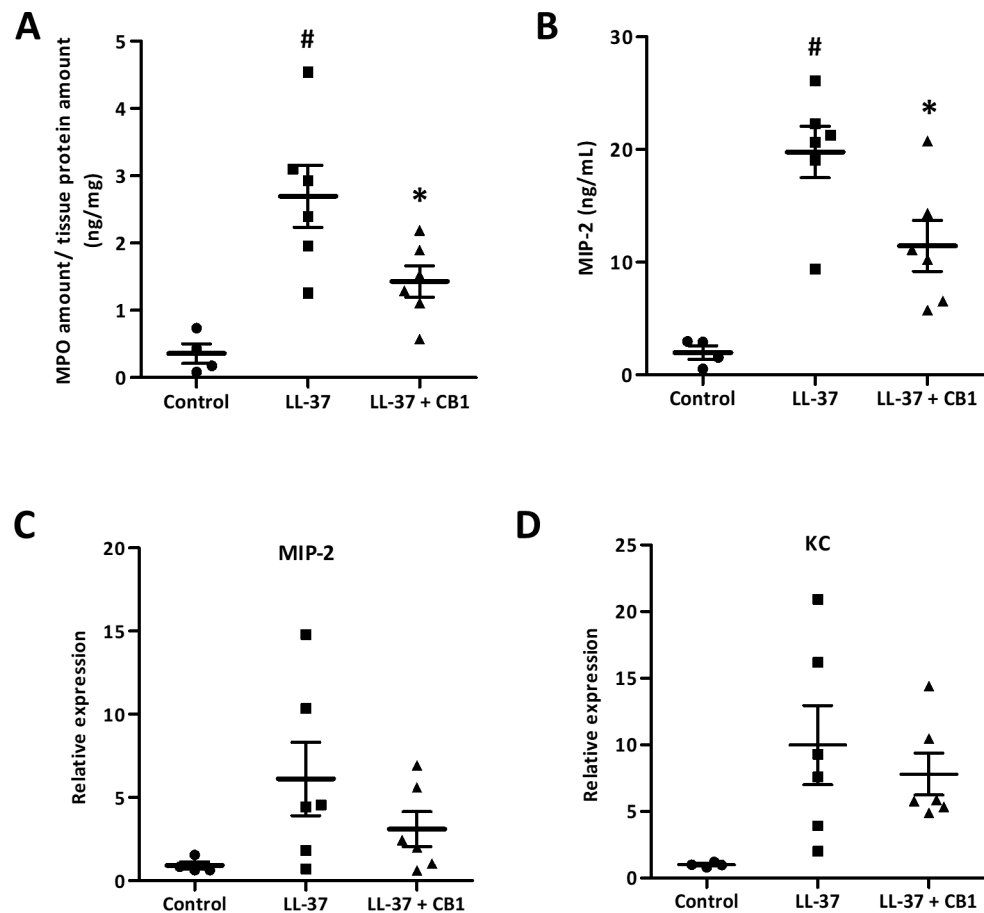 A
MPO amount/ tissue protein amount
(ng/mg)
5
4
3
2
1
0
#
*
Control
LL-37
LL-37 + CB1
B
MIP-2 (ng/mL)
30
20
10
0
#
*
Control
LL-37
LL-37 + CB1
C
MIP-2
Relative expression
20
15
10
5
0
Control
LL-37
LL-37 + CB1
D
KC
Relative expression
25
20
15
10
5
0
Control
LL-37
LL-37 + CB1